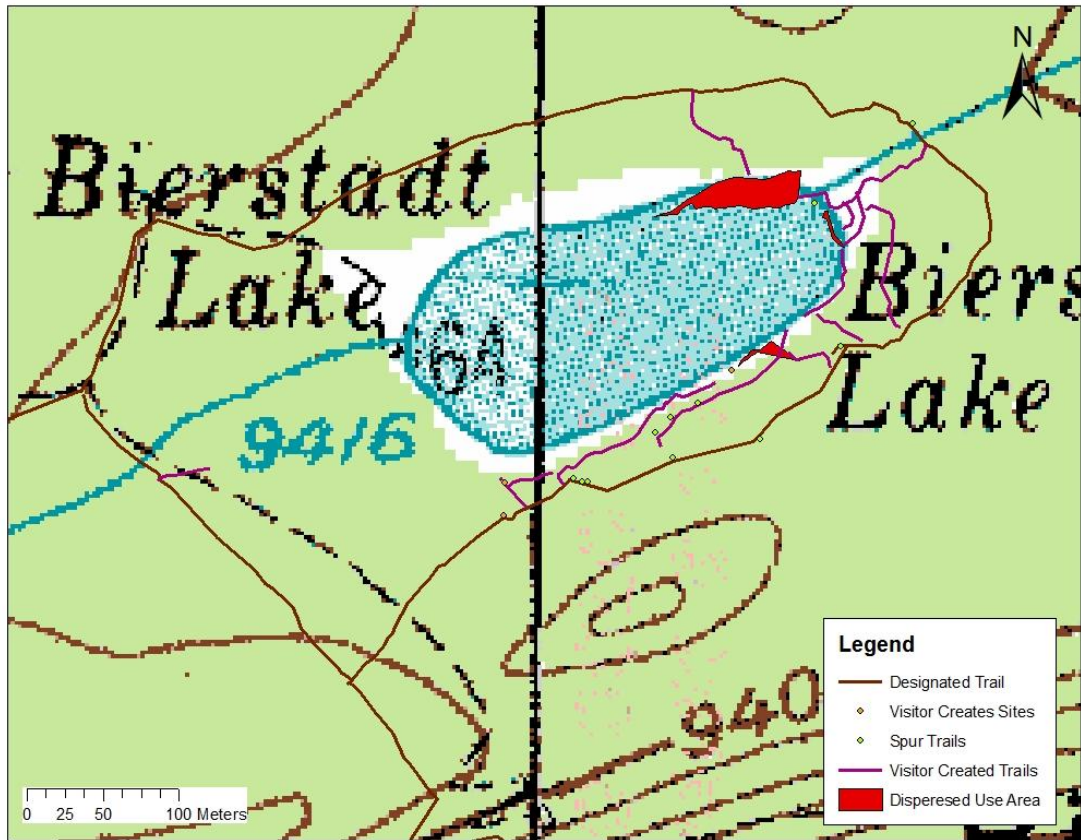 N
Bierstadt
Lake
Biers
Lake
9416
940
Legend
Designated Trail
Visitor Creates Sites
Spur Trails
Visitor Created Trails
Disperesed Use Area
0 25 50 100 Meters